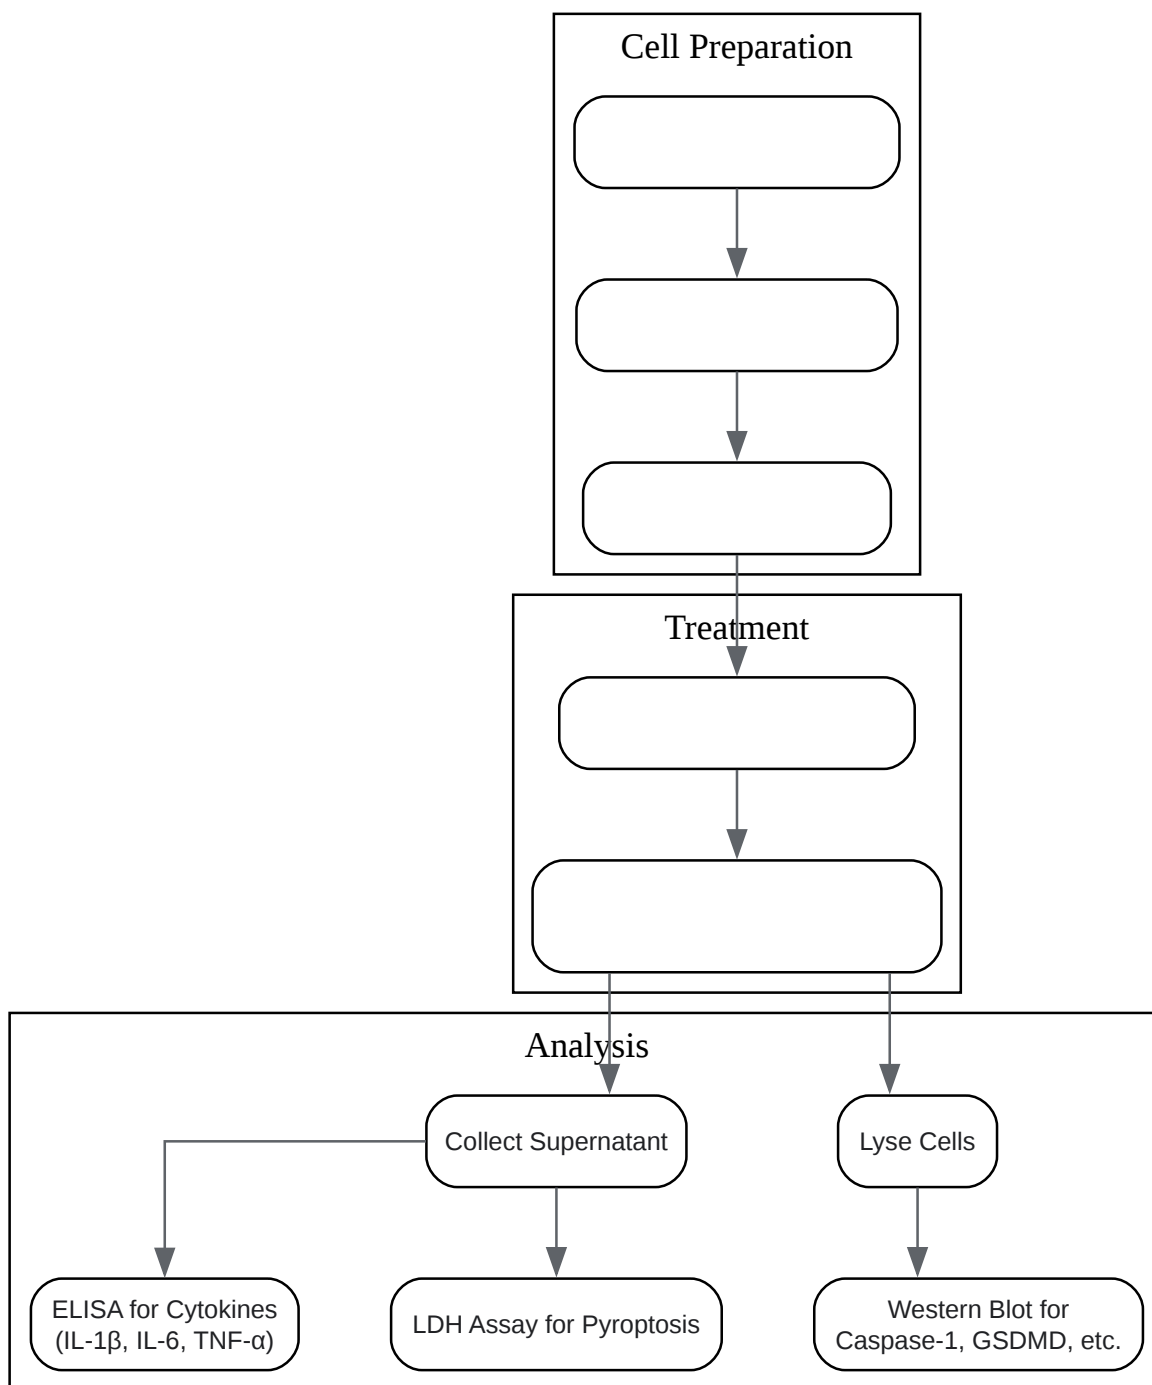 Cell Preparation
Treatment
Analysis
Collect Supernatant
Lyse Cells
ELISA for Cytokines
(IL-1β, IL-6, TNF-α)
LDH Assay for Pyroptosis
Western Blot for
Caspase-1, GSDMD, etc.